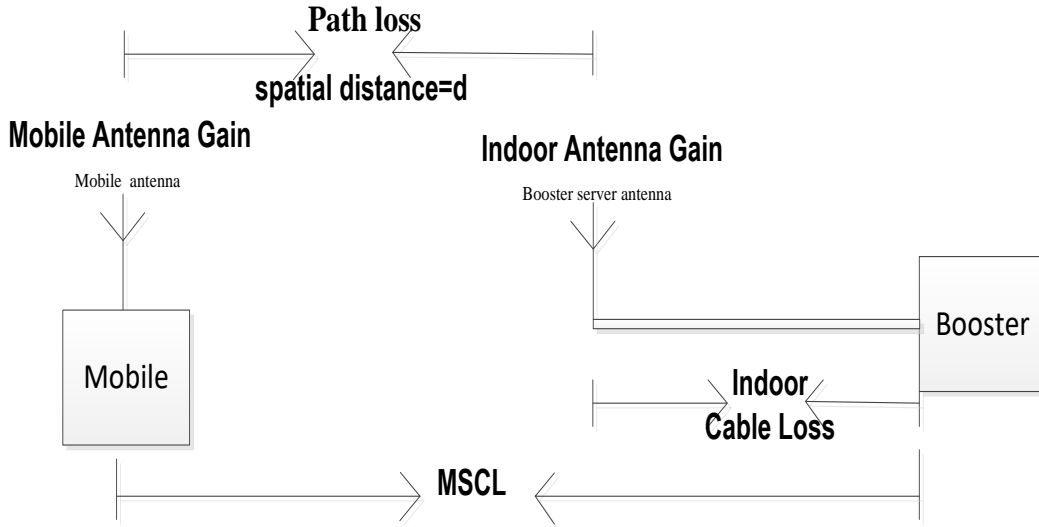 Path loss
spatial distance=d
Mobile Antenna Gain
Indoor Antenna Gain
Mobile antenna
Booster server antenna
Mobile
Booster
Indoor
Cable Loss
MSCL